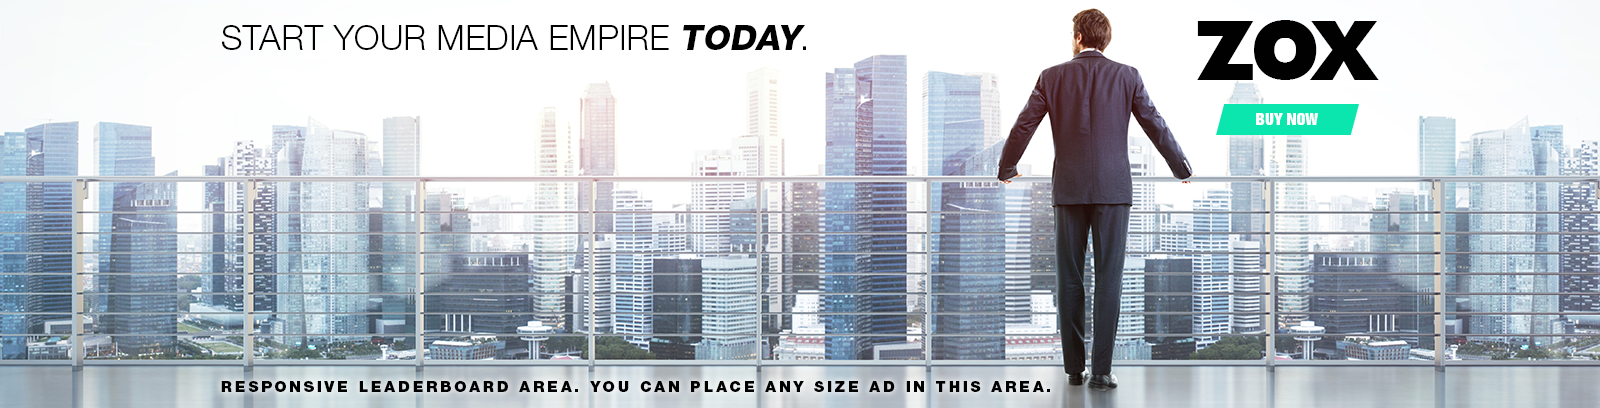 START YOUR MEDIA EMPIRE TODAY.
ZOX
BUY NOW
RESPONSIVE LEADERBOARD AREA. YOU CAN PLACE ANY SIZE AD IN THIS AREA.